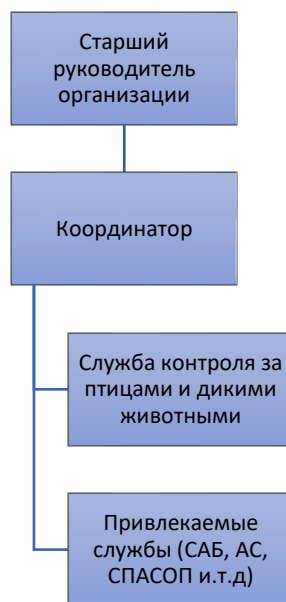 Старший
руководитель
организации
Координатор
Служба контроля за
птицами и дикими
животными
Привлекаемые
службы (САБ, АС,
СПАСОП и.т.д)